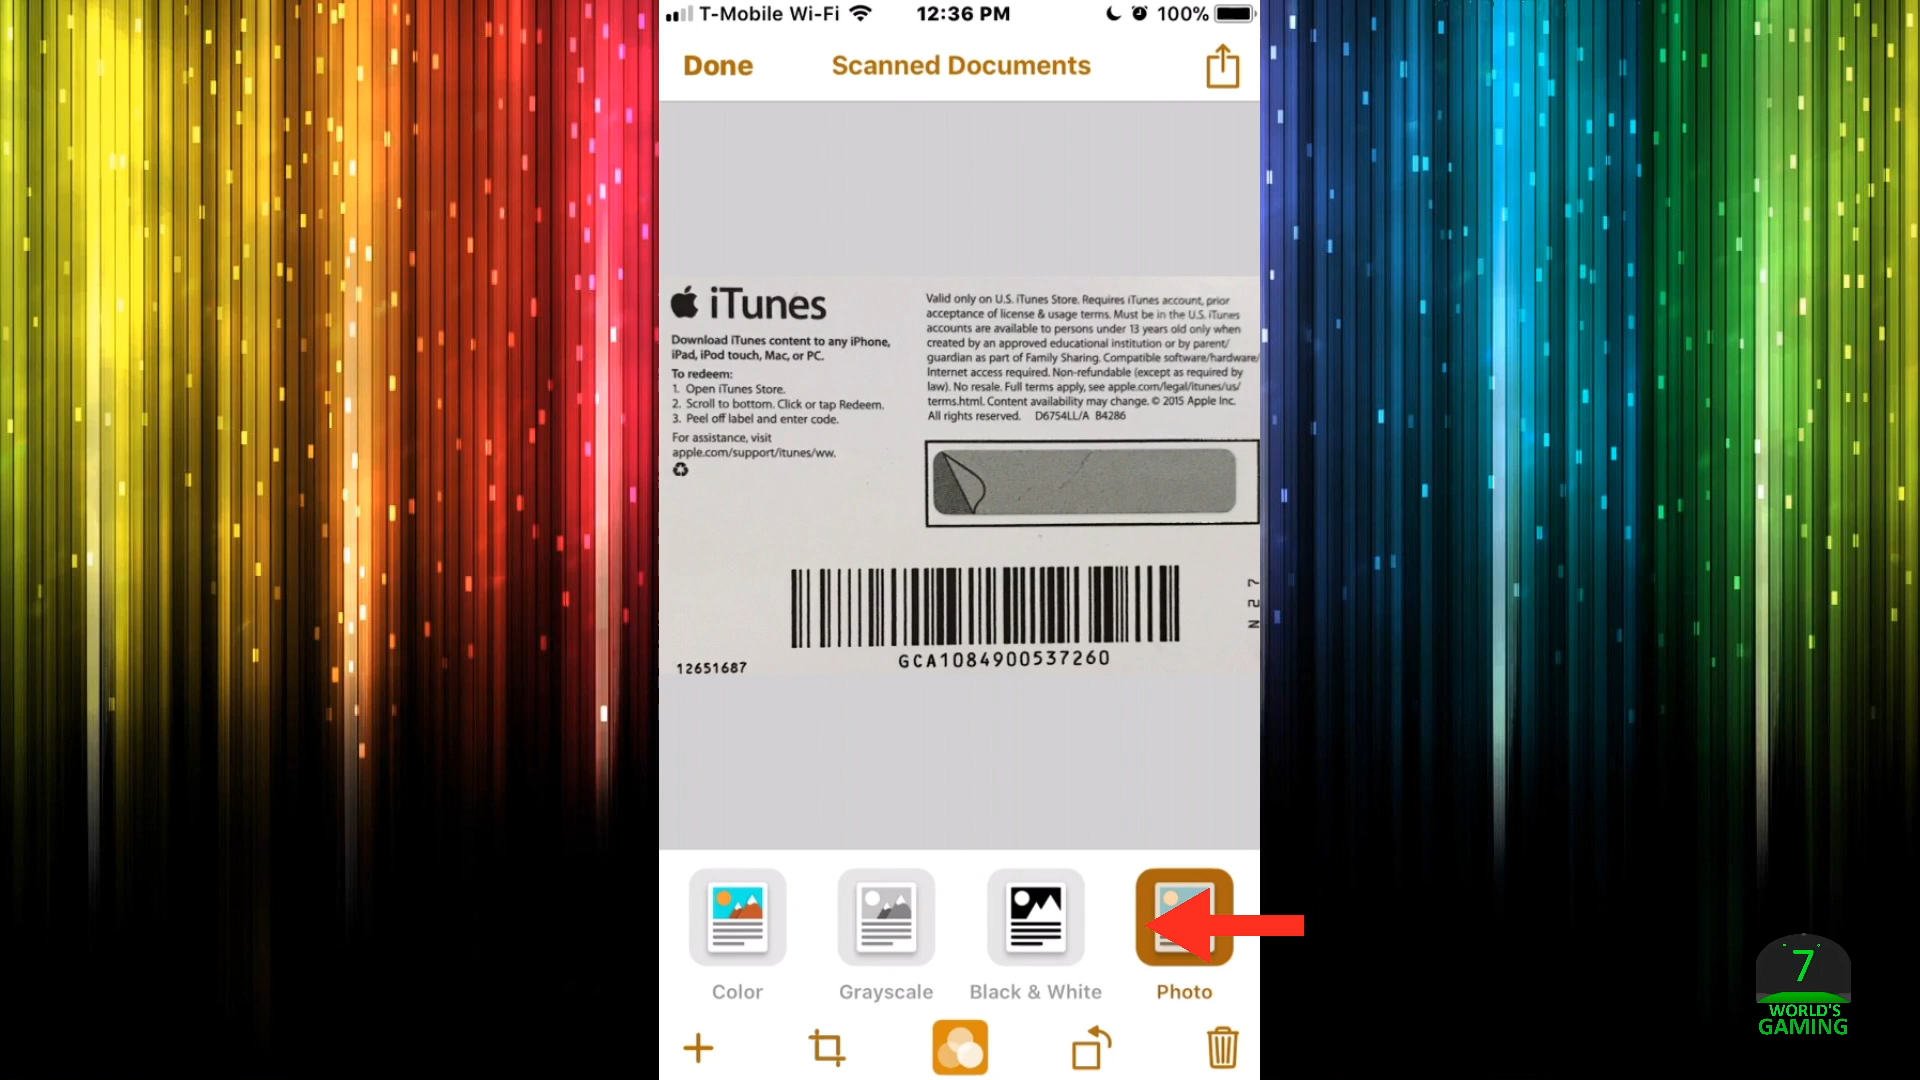 T-Mobile Wi-Fi 12:36 PM 100%
Done Scanned Documents
iTunes
Download iTunes content to any iPhone,
iPad, iPod touch, Mac, or PC.
To redeem:
1. Open iTunes Store.
2. Scroll to bottom. Click or tap Redeem.
3. Peel off label and enter code.
For assistance, visit
apple.com/support/itunes/ww.
Valid only on U.S. iTunes Store. Requires iTunes account, prior
acceptance of license & usage terms. Must be in the U.S. iTunes
accounts are available to persons under 13 years old only when
created by an approved educational institution or by parent/
guardian as part of Family Sharing. Compatible software/hardware/
Internet access required. Non-refundable (except as required by
law). No resale. Full terms apply, see apple.com/legal/itunes/us/
terms.html. Content availability may change. © 2015 Apple Inc.
All rights reserved. D6754LL/A B4286
N27
GCA1084900537260
12651687
Color Grayscale Black & White Photo
7
WORLD'S
GAMING